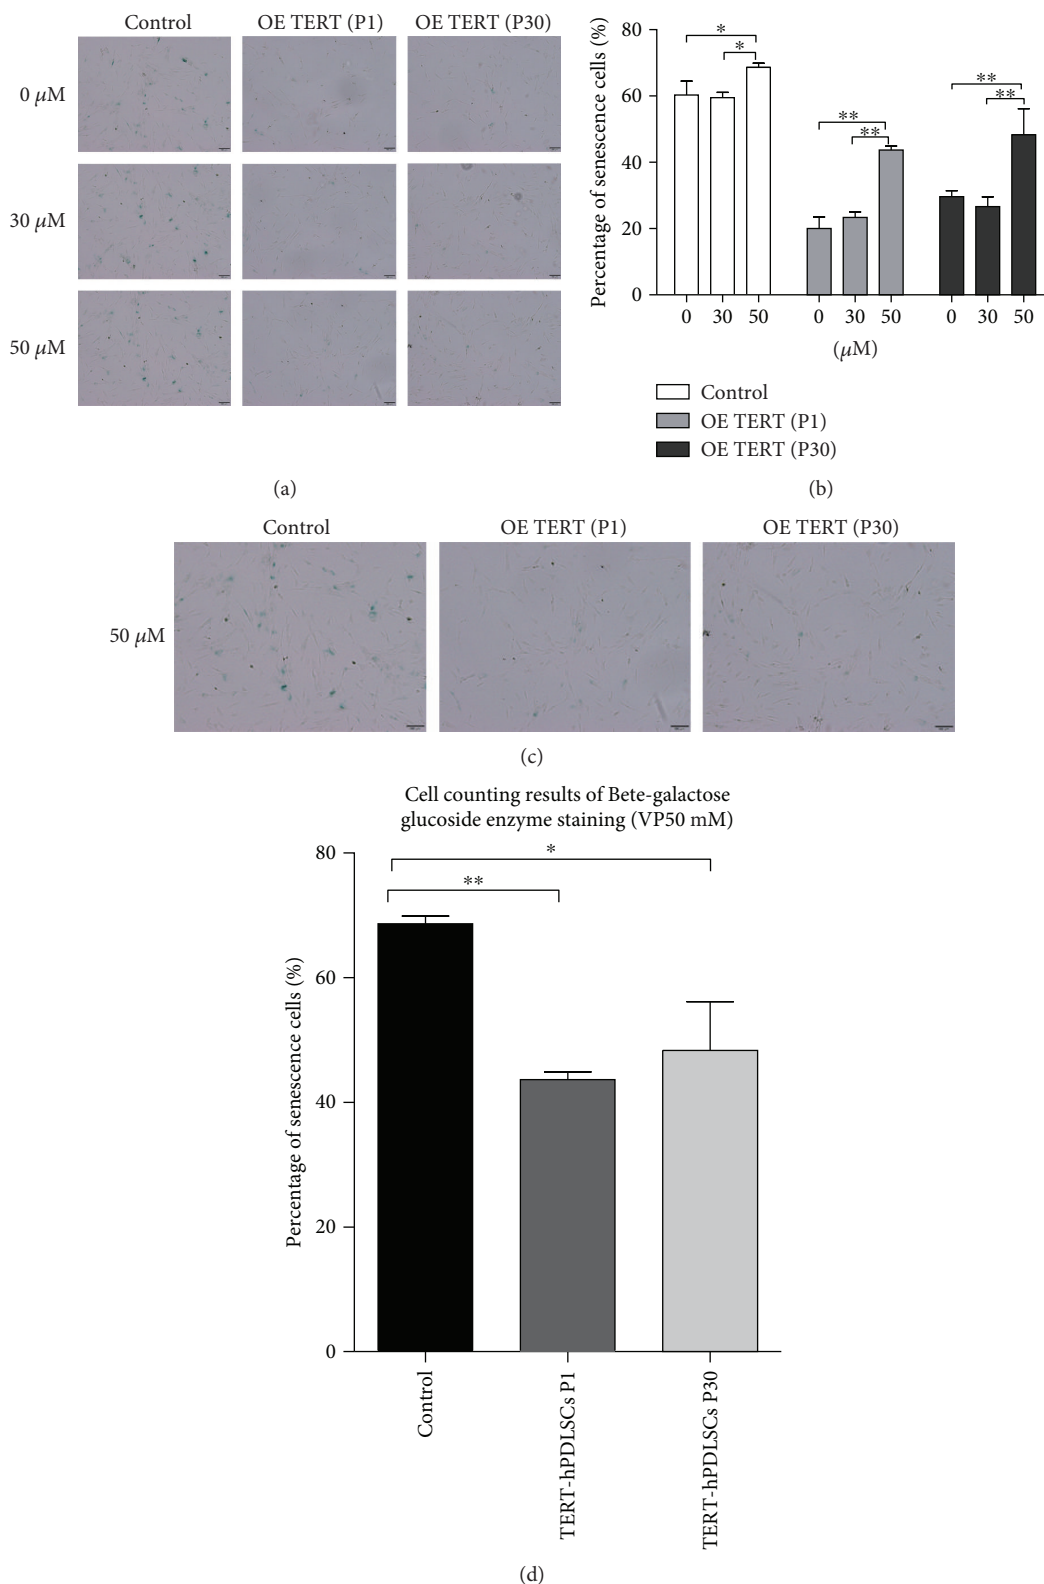 Control OE TERT (P1) OE TERT (P30)
0 μM
30 μM
50 μM
(a)
Percentage of senescence cells (%)
80
60
40
20
0
* * ** ** ** **
0 30 50 0 30 50 0 30 50
(μM)
Control
OE TERT (P1)
OE TERT (P30)
(b)
Control OE TERT (P1) OE TERT (P30)
50 μM
(c)
Cell counting results of Bete-galactose
glucoside enzyme staining (VP50 mM)
Percentage of senescence cells (%)
80
60
40
20
0
*
**
Control
TERT-hPDLSCs P1
TERT-hPDLSCs P30
(d)